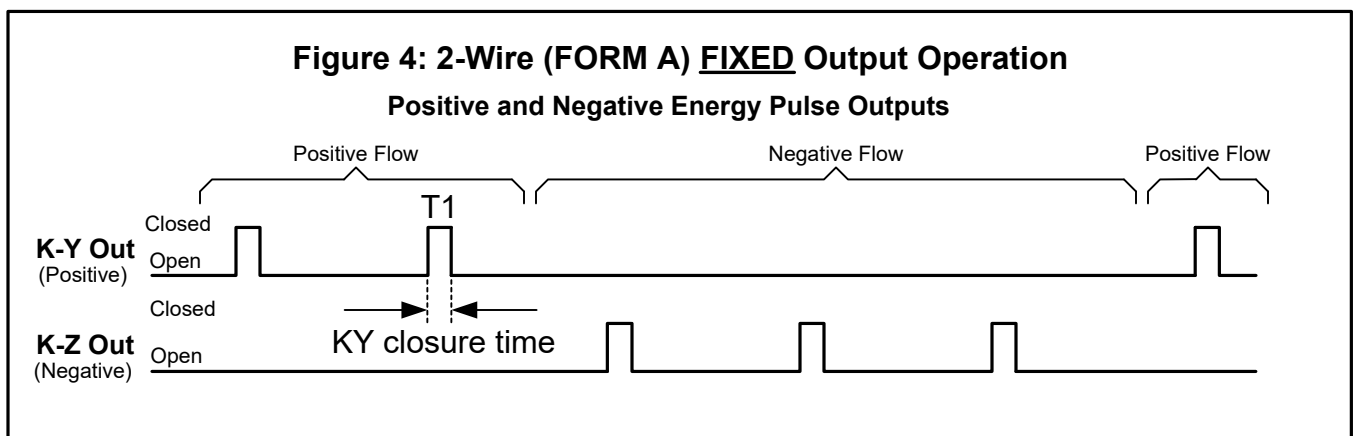 Figure 4: 2-Wire (FORM A) FIXED Output Operation
Positive and Negative Energy Pulse Outputs
Positive Flow
Negative Flow
Positive Flow
T1
Closed
K-Y Out
(Positive)
Open
KY closure time
Closed
K-Z Out
(Negative)
Open